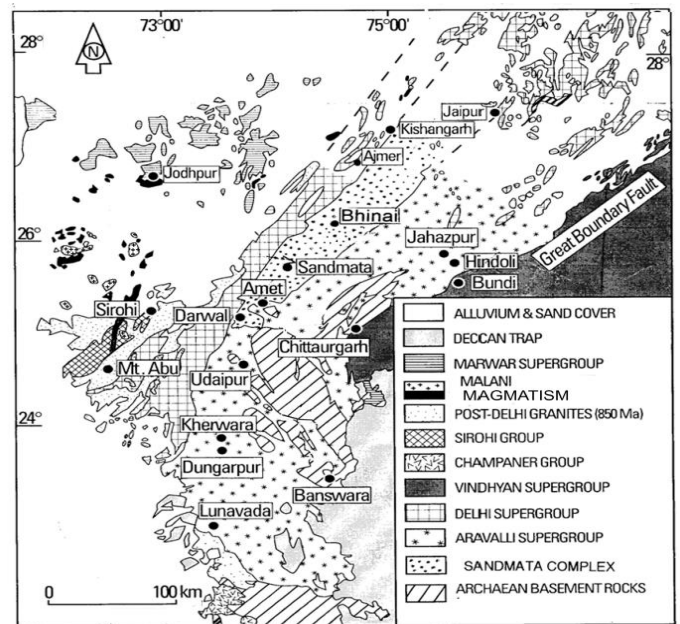 73°00'
75°00'
28°
28°
N
Jaipur
Kishangarh
Ajmer
Jodhpur
Bhinai
26°
Great Boundary Fault
Jahazpur
Hindoli
Sandmata
Bundi
Amet
Sirohi
Darwal
Chittaurgarh
Mt. Abu
Udaipur
24°
Kherwara
Dungarpur
Banswara
Lunavada
0 100 km
ALLUVIUM & SAND COVER
DECCAN TRAP
MARWAR SUPERGROUP
MALANI
MAGMATISM
POST-DELHI GRANITES (850 Ma)
SIROHI GROUP
CHAMPANER GROUP
VINDHYAN SUPERGROUP
DELHI SUPERGROUP
ARAVALLI SUPERGROUP
SANDMATA COMPLEX
ARCHAEAN BASEMENT ROCKS